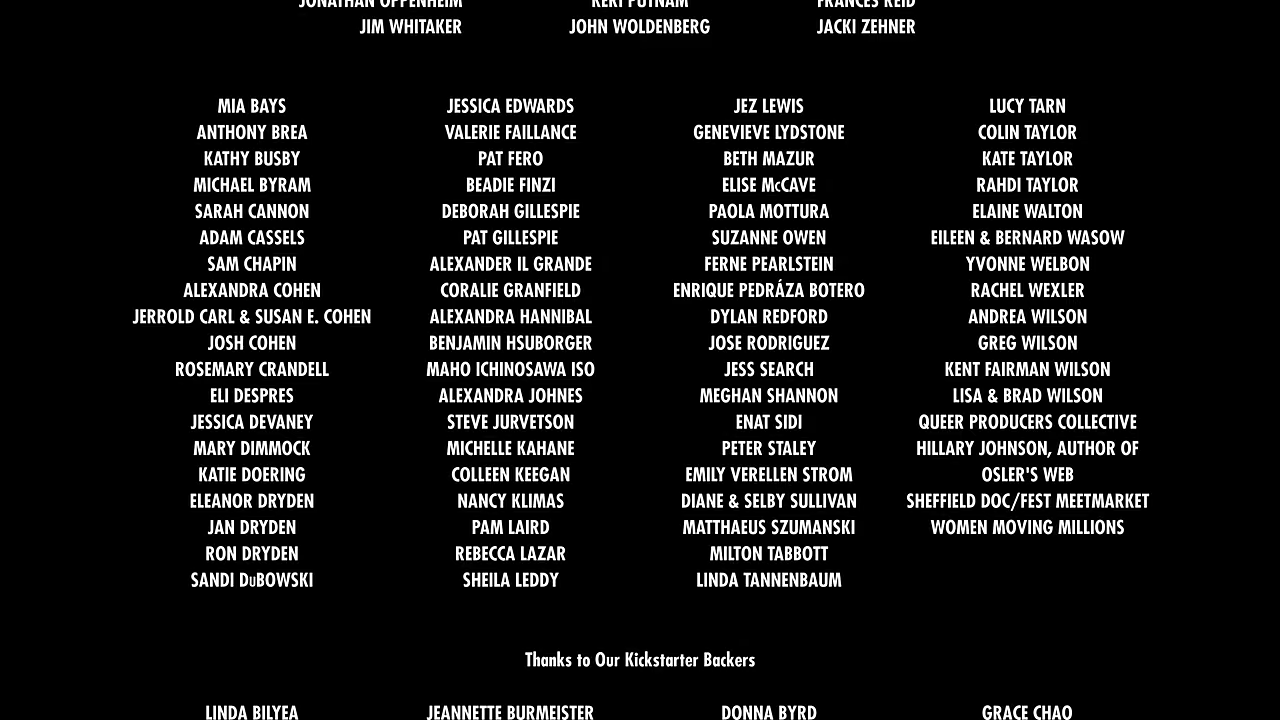 JONATHAN OPPENHEIM KERI PUTNAM FRANCES REID
JIM WHITAKER JOHN WOLDENBERG JACKI ZEHNER
MIA BAYS JESSICA EDWARDS JEZ LEWIS LUCY TARN
ANTHONY BREA VALERIE FAILLANCE GENEVIEVE LYDSTONE COLIN TAYLOR
KATHY BUSBY PAT FERO BETH MAZUR KATE TAYLOR
MICHAEL BYRAM BEADIE FINZI ELISE McCAVE RAHDI TAYLOR
SARAH CANNON DEBORAH GILLESPIE PAOLA MOTTURA ELAINE WALTON
ADAM CASSELS PAT GILLESPIE SUZANNE OWEN EILEEN & BERNARD WASOW
SAM CHAPIN ALEXANDER IL GRANDE FERNE PEARLSTEIN YVONNE WELBON
ALEXANDRA COHEN CORALIE GRANFIELD ENRIQUE PEDRÁZA BOTERO RACHEL WEXLER
JERROLD CARL & SUSAN E. COHEN ALEXANDRA HANNIBAL DYLAN REDFORD ANDREA WILSON
JOSH COHEN BENJAMIN HSUBORGER JOSE RODRIGUEZ GREG WILSON
ROSEMARY CRANDELL MAHO ICHINOSAWA ISO JESS SEARCH KENT FAIRMAN WILSON
ELI DESPRES ALEXANDRA JOHNES MEGHAN SHANNON LISA & BRAD WILSON
JESSICA DEVANEY STEVE JURVETSON ENAT SIDI QUEER PRODUCERS COLLECTIVE
MARY DIMMOCK MICHELLE KAHANE PETER STALEY HILLARY JOHNSON, AUTHOR OF
KATIE DOERING COLLEEN KEEGAN EMILY VERELLEN STROM OSLER'S WEB
ELEANOR DRYDEN NANCY KLIMAS DIANE & SELBY SULLIVAN SHEFFIELD DOC/FEST MEETMARKET
JAN DRYDEN PAM LAIRD MATTHAEUS SZUMANSKI WOMEN MOVING MILLIONS
RON DRYDEN REBECCA LAZAR MILTON TABBOTT
SANDI DuBOWSKI SHEILA LEDDY LINDA TANNENBAUM
Thanks to Our Kickstarter Backers
LINDA BILYEA JEANNETTE BURMEISTER DONNA BYRD GRACE CHAO